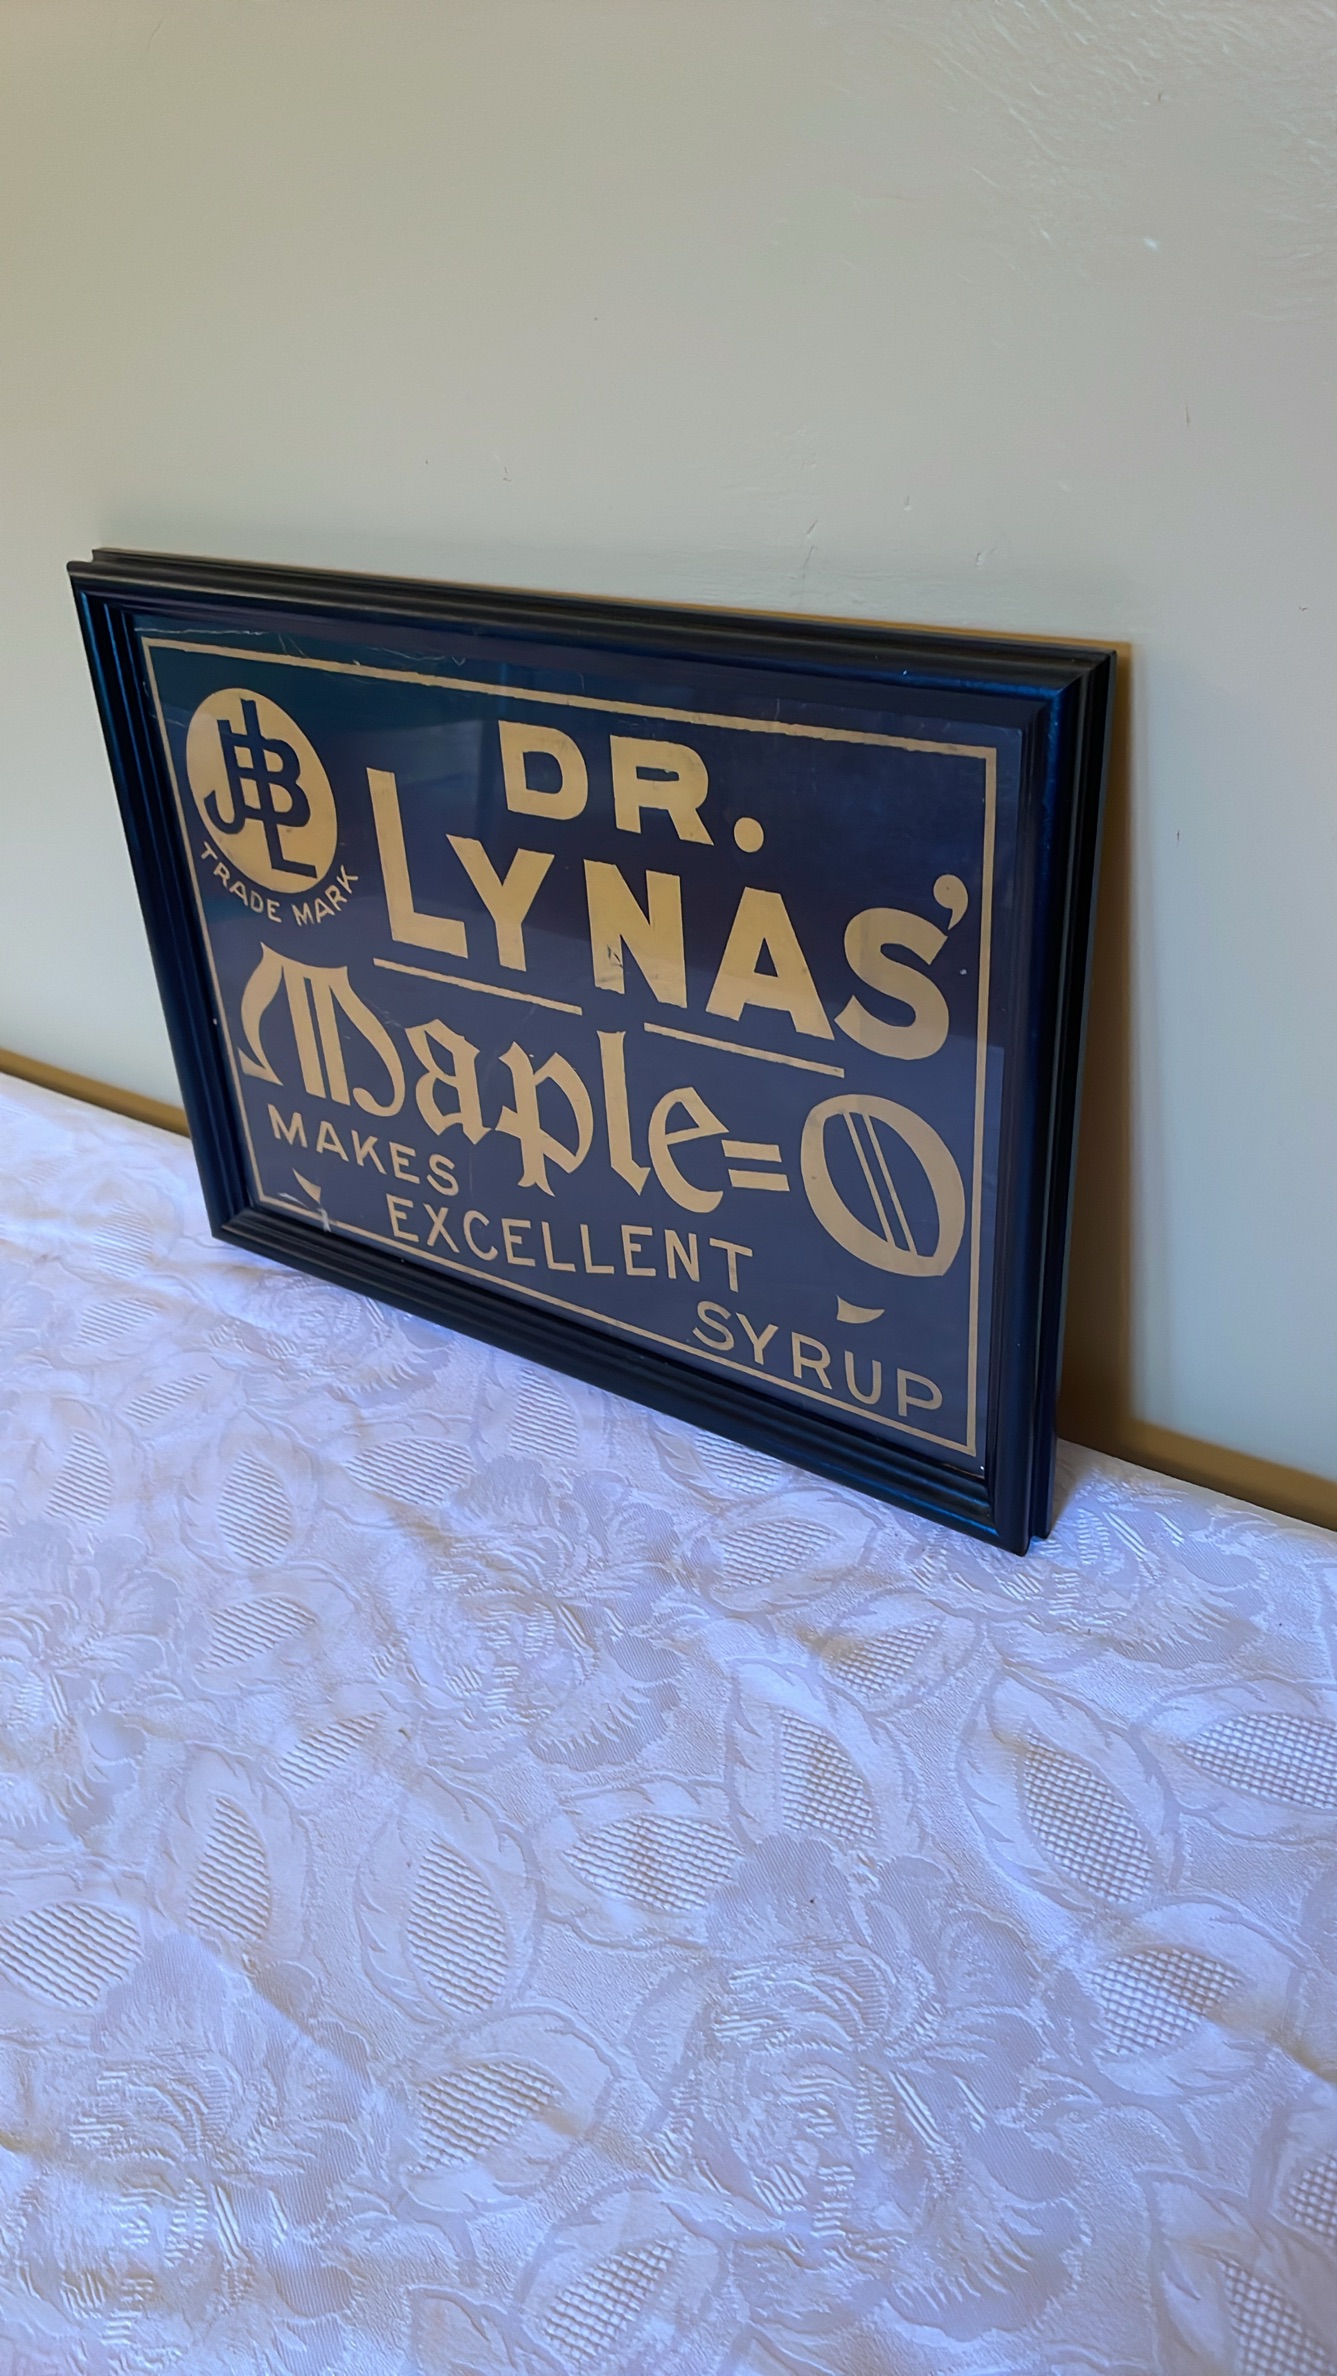 JBL
TRADE MARK
DR.
LYNAS'
Maple=O
MAKES
EXCELLENT
SYRUP